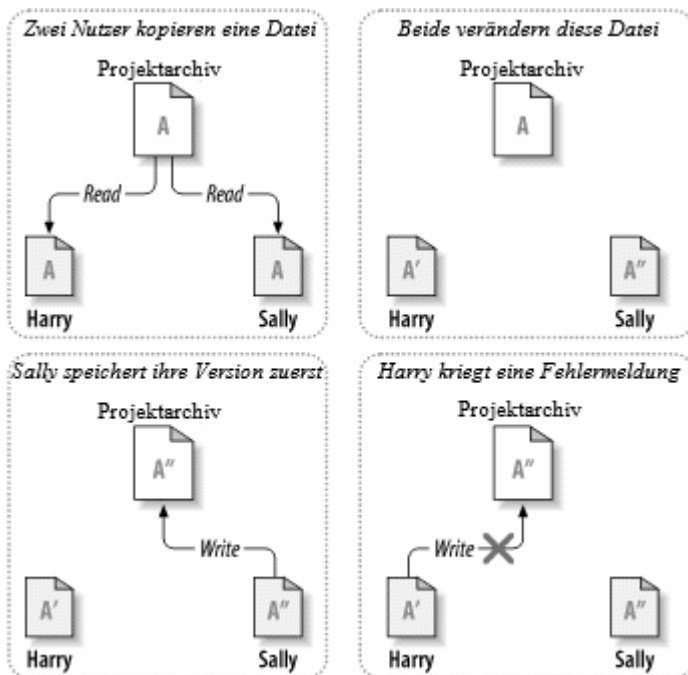 Zwei Nutzer kopieren eine Datei
Projektarchiv
A
Read
Read
A
A
Harry
Sally
Beide verändern diese Datei
Projektarchiv
A
A'
A"
Harry
Sally
Sally speichert ihre Version zuerst
Projektarchiv
A"
Write
A'
A"
Harry
Sally
Harry kriegt eine Fehlermeldung
Projektarchiv
A"
Write
A'
A"
Harry
Sally